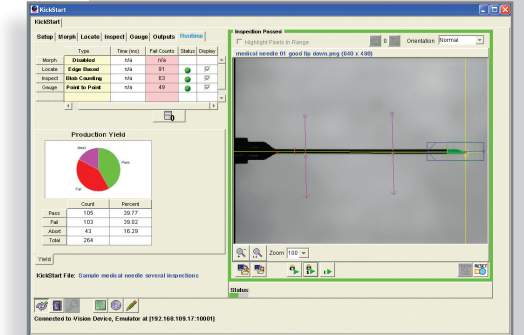 KickStart
KickStart
Setup Morph Locate Inspect Gauge Outputs Runtime
Type Time (ms) Fail Counts Status Display
Morph Disabled n/a n/a
Locate Edge Based n/a 91
Inspect Blob Counting n/a 63
Gauge Point to Point n/a 49
Production Yield
Abort
Pass
Fail
Count Percent
Pass 105 39.77
Fail 103 39.02
Abort 43 16.29
Total 264
Yield
KickStart File: Sample medical needle several inspections
Connected to Vision Device, Emulator at [192.168.109.17:10001]
Inspection Passed
Highlight Pixels in Range 0 Orientation Normal
medical needle 01 good tip down.png (640 x 480)
Zoom 100
RESET
Status: